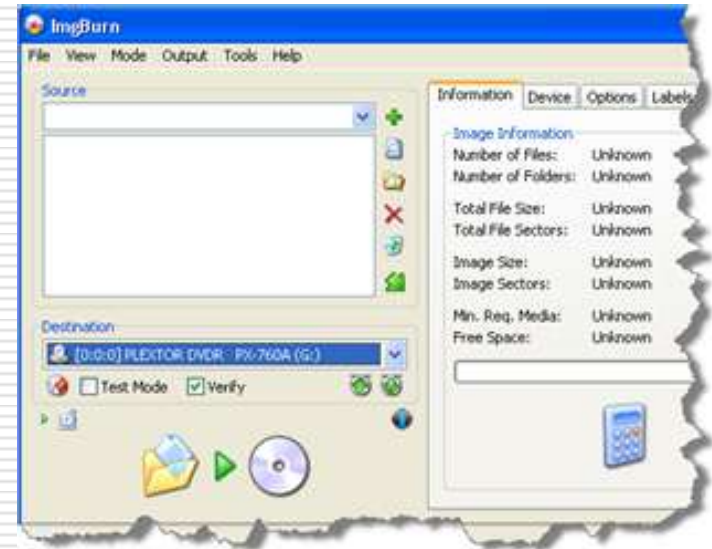 ImgBurn
File View Mode Output Tools Help
Source
Destination
[0:0:0] PLEXTOR DVDR PX-760A (G:)
Test Mode Verify
Information Device Options Labels
Image Information
Number of Files: Unknown
Number of Folders: Unknown
Total File Size: Unknown
Total File Sectors: Unknown
Image Size: Unknown
Image Sectors: Unknown
Min. Req. Media: Unknown
Free Space: Unknown